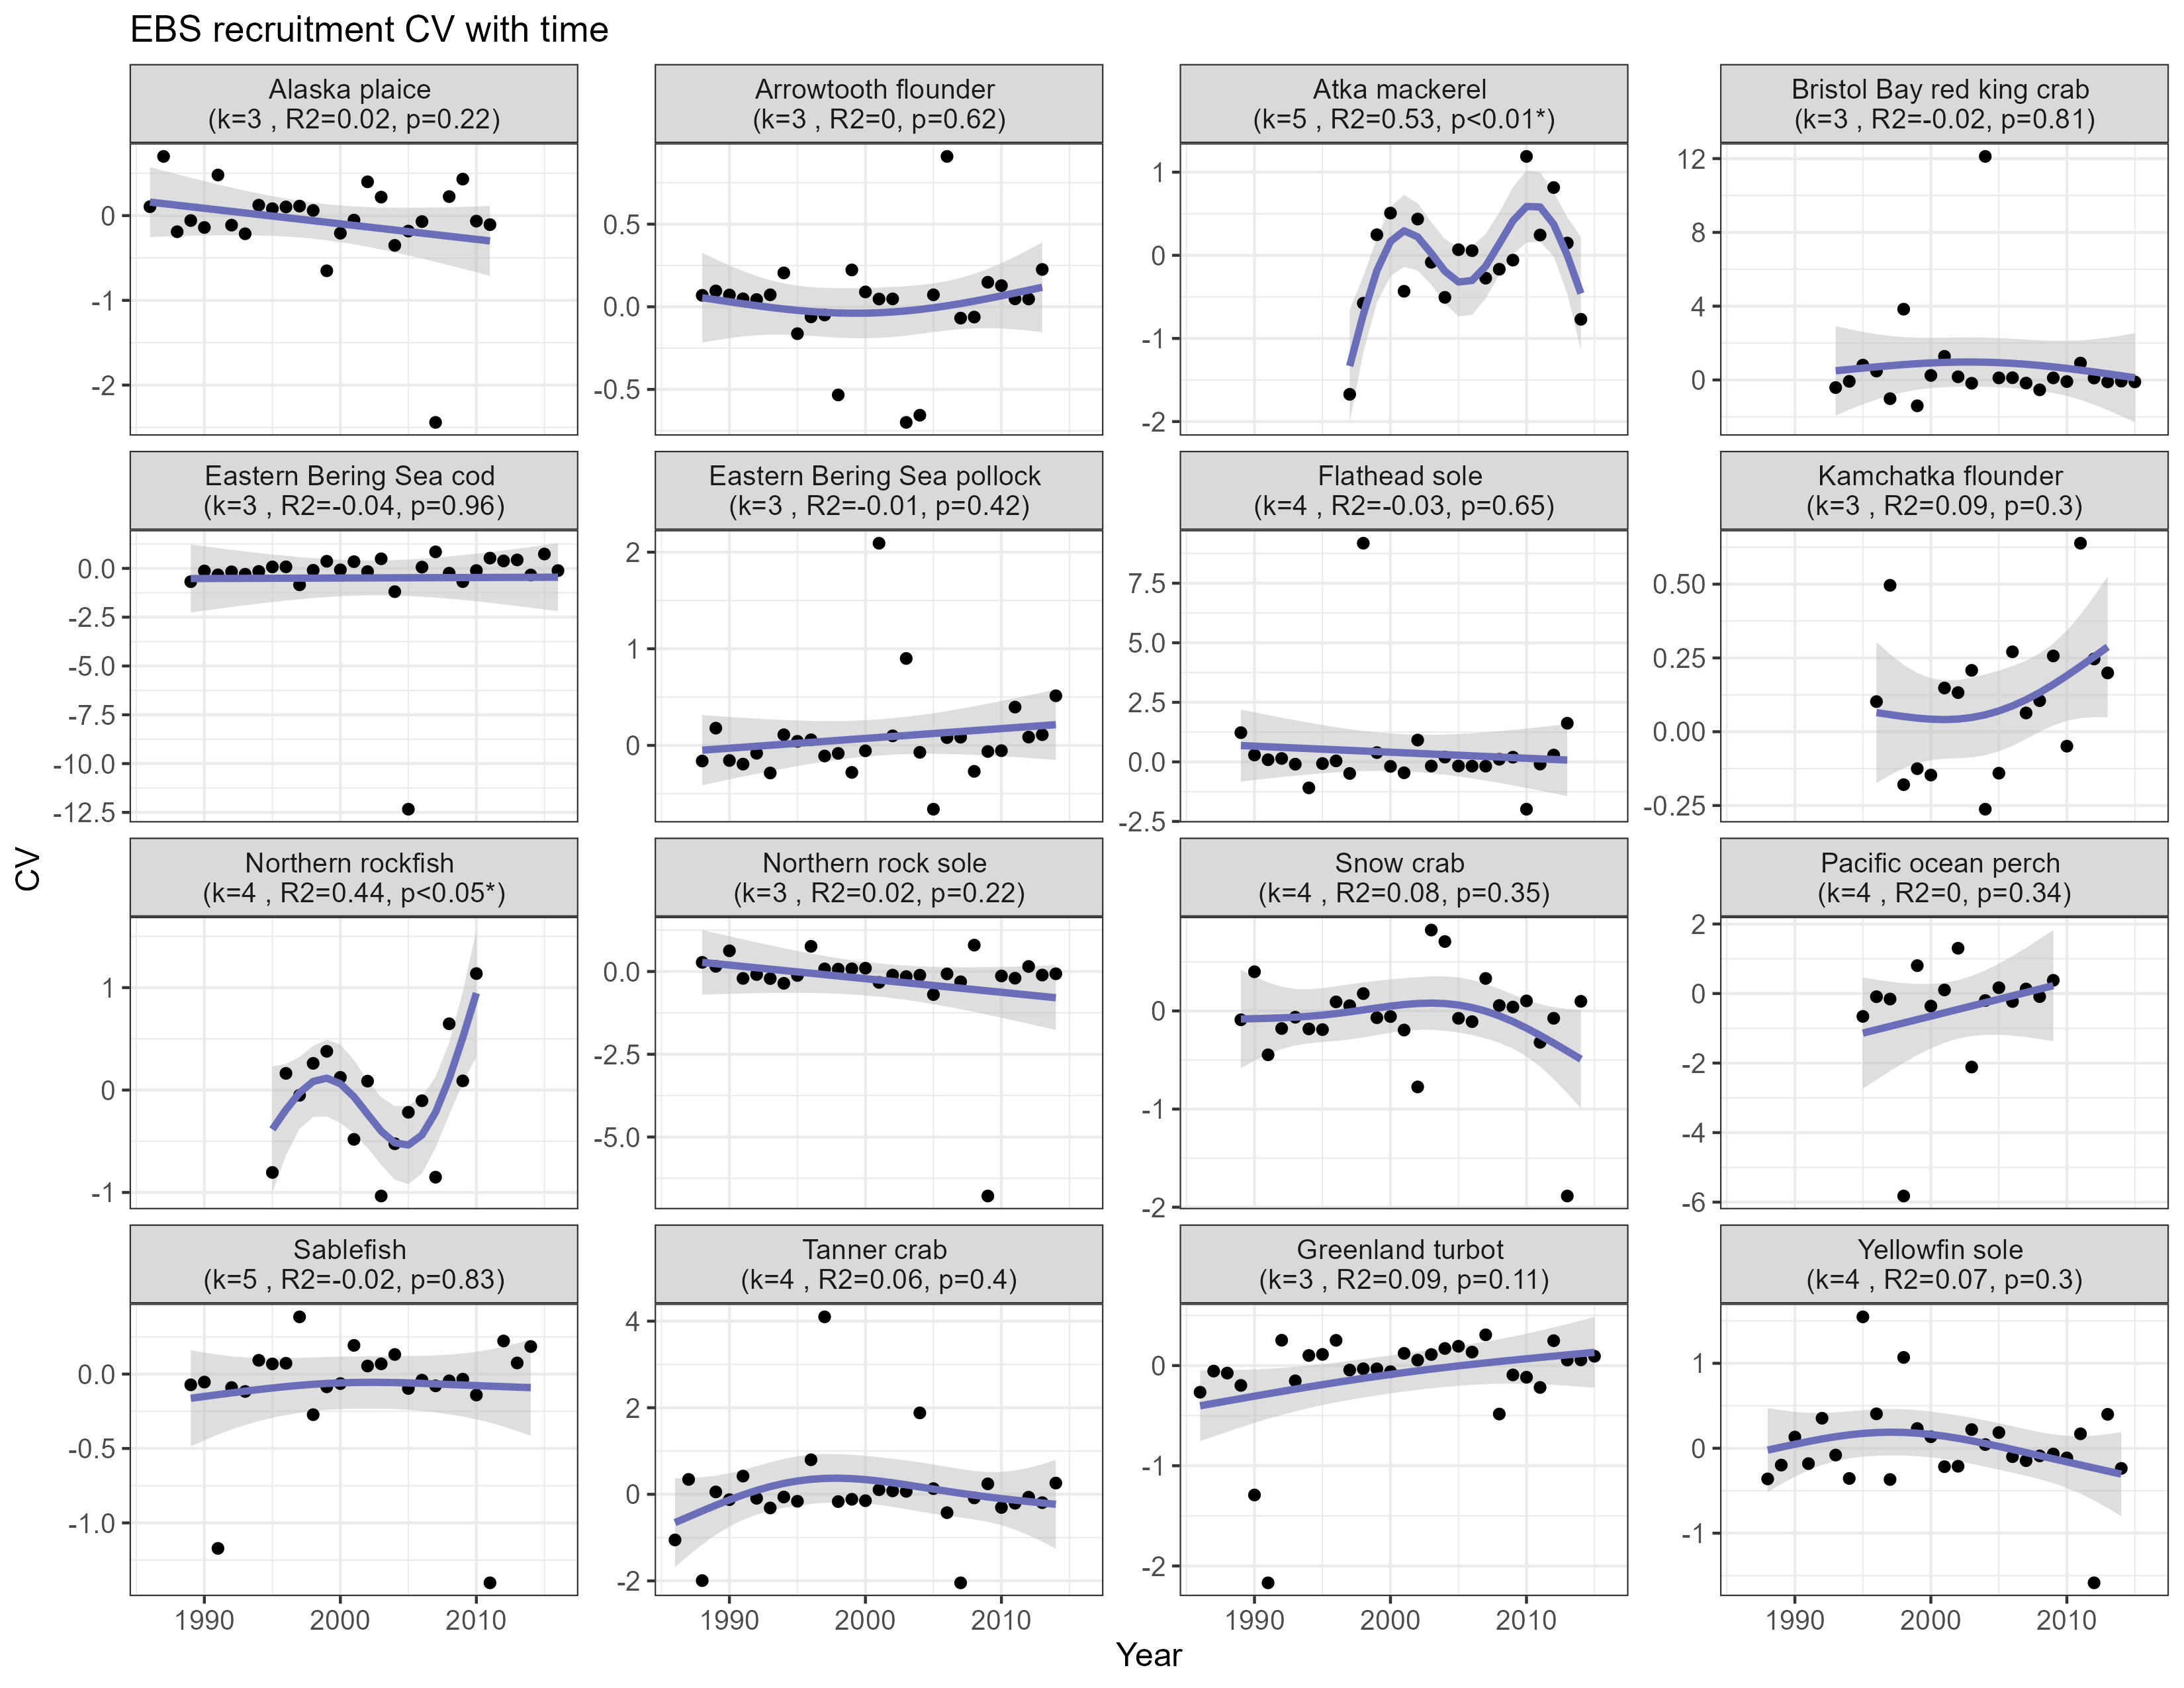 EBS recruitment CV with time
Alaska plaice
(k=3 , R2=0.02, p=0.22)
Arrowtooth flounder
(k=3 , R2=0, p=0.62)
Atka mackerel
(k=5 , R2=0.53, p<0.01*)
Bristol Bay red king crab
(k=3 , R2=-0.02, p=0.81)
0
-1
-2
0.5
0.0
-0.5
1
0
-1
-2
12
8
4
0
Eastern Bering Sea cod
(k=3 , R2=-0.04, p=0.96)
Eastern Bering Sea pollock
(k=3 , R2=-0.01, p=0.42)
Flathead sole
(k=4 , R2=-0.03, p=0.65)
Kamchatka flounder
(k=3 , R2=0.09, p=0.3)
0.0
-2.5
-5.0
-7.5
-10.0
-12.5
2
1
0
7.5
5.0
2.5
0.0
-2.5
0.50
0.25
0.00
-0.25
CV
Northern rockfish
(k=4 , R2=0.44, p<0.05*)
Northern rock sole
(k=3 , R2=0.02, p=0.22)
Snow crab
(k=4 , R2=0.08, p=0.35)
Pacific ocean perch
(k=4 , R2=0, p=0.34)
1
0
-1
0.0
-2.5
-5.0
0
-1
-2
2
0
-2
-4
-6
Sablefish
(k=5 , R2=-0.02, p=0.83)
Tanner crab
(k=4 , R2=0.06, p=0.4)
Greenland turbot
(k=3 , R2=0.09, p=0.11)
Yellowfin sole
(k=4 , R2=0.07, p=0.3)
0.0
-0.5
-1.0
4
2
0
-2
0
-1
-2
1
0
-1
1990 2000 2010
1990 2000 2010
1990 2000 2010
1990 2000 2010
Year